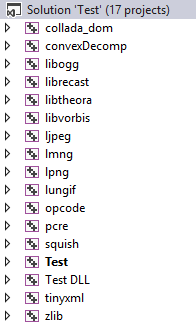 Solution 'Test' (17 projects)
collada_dom
convexDecomp
libogg
librecast
libtheora
libvorbis
ljpeg
lmng
lpng
lungif
opcode
pcre
squish
Test
Test DLL
tinyxml
zlib